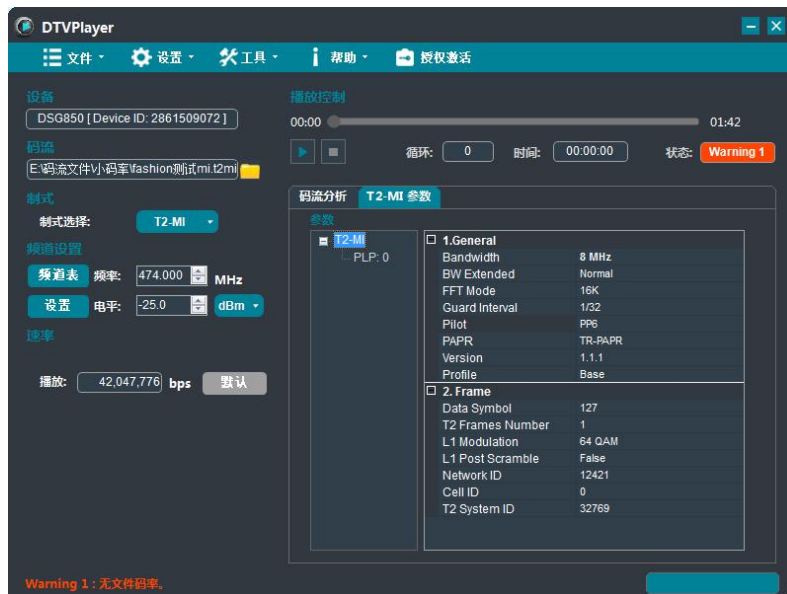 DTVPlayer
文件 设置 工具 帮助 授权激活
设备
DSG850 [ Device ID: 2861509072 ]
码流
E:\码流文件\小码率\fashion测试mi.t2mi
制式
制式选择: T2-MI
频道设置
频道表 频率: 474.000 MHz
设置 电平: -25.0 dBm
速率
播放: 42,047,776 bps 默认
播放控制
00:00 01:42
循环: 0 时间: 00:00:00 状态: Warning 1
码流分析 T2-MI 参数
参数
T2-MI
PLP: 0
1.General
Bandwidth 8 MHz
BW Extended Normal
FFT Mode 16K
Guard Interval 1/32
Pilot PP6
PAPR TR-PAPR
Version 1.1.1
Profile Base
2. Frame
Data Symbol 127
T2 Frames Number 1
L1 Modulation 64 QAM
L1 Post Scramble False
Network ID 12421
Cell ID 0
T2 System ID 32769
Warning 1 : 无文件码率。